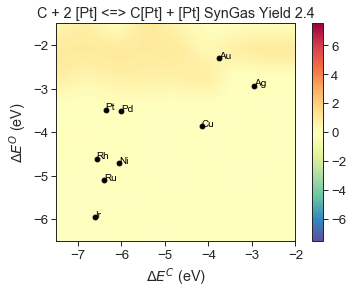 C + 2 [Pt] <=> C[Pt] + [Pt] SynGas Yield 2.4
−2
−3
−4
−5
−6
ΔE^O (eV)
Au
Ag
Pt
Pd
Cu
Rh
Ni
Ru
Ir
−7
−6
−5
−4
−3
−2
ΔE^C (eV)
6
4
2
0
−2
−4
−6